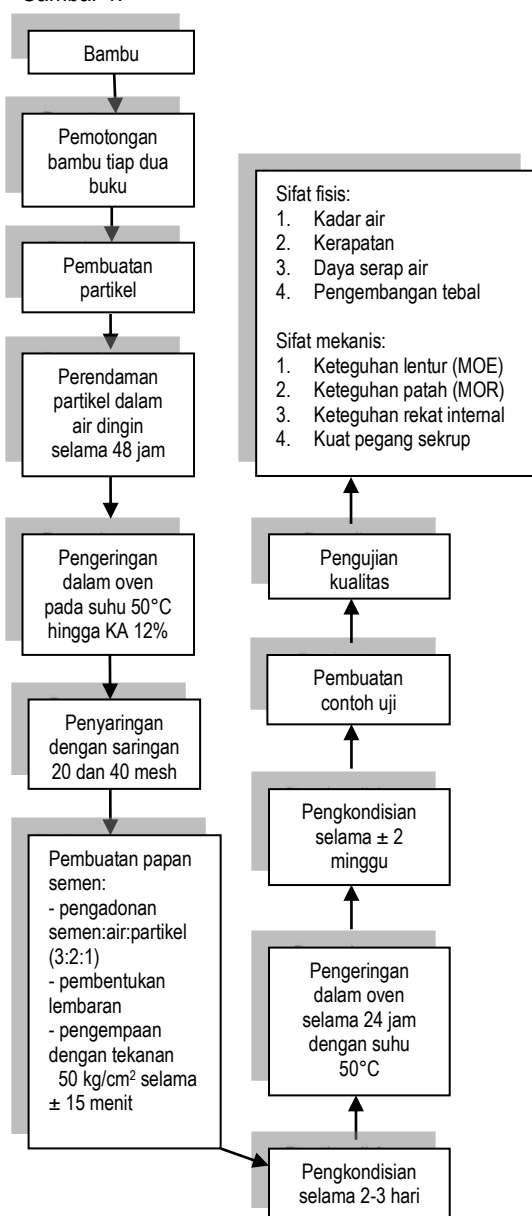 Bambu
Pemotongan
bambu tiap dua
buku
Pembuatan
partikel
Perendaman
partikel dalam
air dingin
selama 48 jam
Pengeringan
dalam oven
pada suhu 50°C
hingga KA 12%
Penyaringan
dengan saringan
20 dan 40 mesh
Pembuatan papan
semen:
- pengadonan
semen:air:partikel
(3:2:1)
- pembentukan
lembaran
- pengempaan
dengan tekanan
50 kg/cm² selama
± 15 menit
Pengkondisian
selama 2-3 hari
Pengeringan
dalam oven
selama 24 jam
dengan suhu
50°C
Pengkondisian
selama ± 2
minggu
Pembuatan
contoh uji
Pengujian
kualitas
Sifat fisis:
1. Kadar air
2. Kerapatan
3. Daya serap air
4. Pengembangan tebal
Sifat mekanis:
1. Keteguhan lentur (MOE)
2. Keteguhan patah (MOR)
3. Keteguhan rekat internal
4. Kuat pegang sekrup